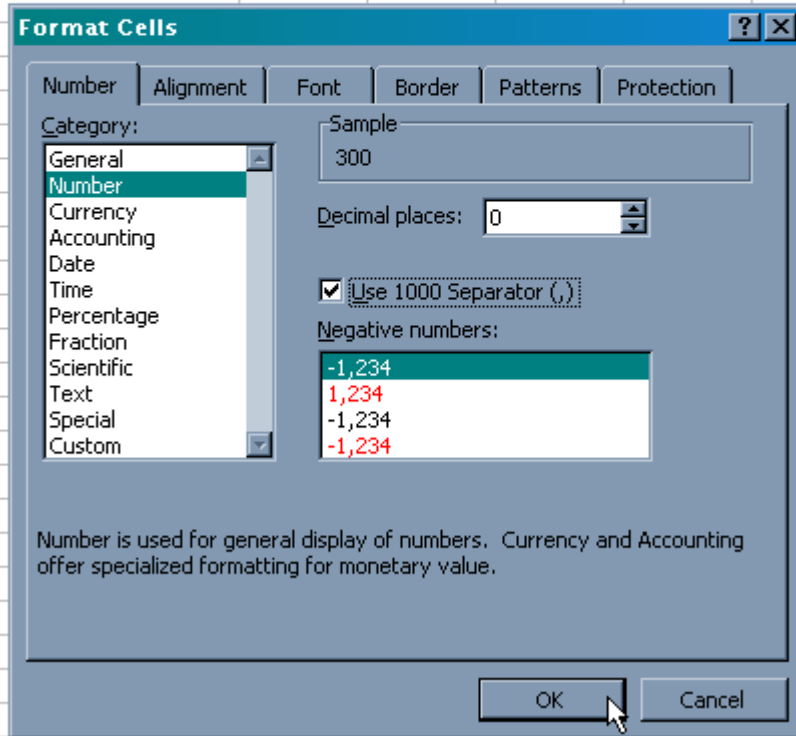 Format Cells
Number Alignment Font Border Patterns Protection
Category:
General
Number
Currency
Accounting
Date
Time
Percentage
Fraction
Scientific
Text
Special
Custom
Sample
300
Decimal places: 0
Use 1000 Separator (,)
Negative numbers:
-1,234
1,234
-1,234
-1,234
Number is used for general display of numbers. Currency and Accounting
offer specialized formatting for monetary value.
OK Cancel